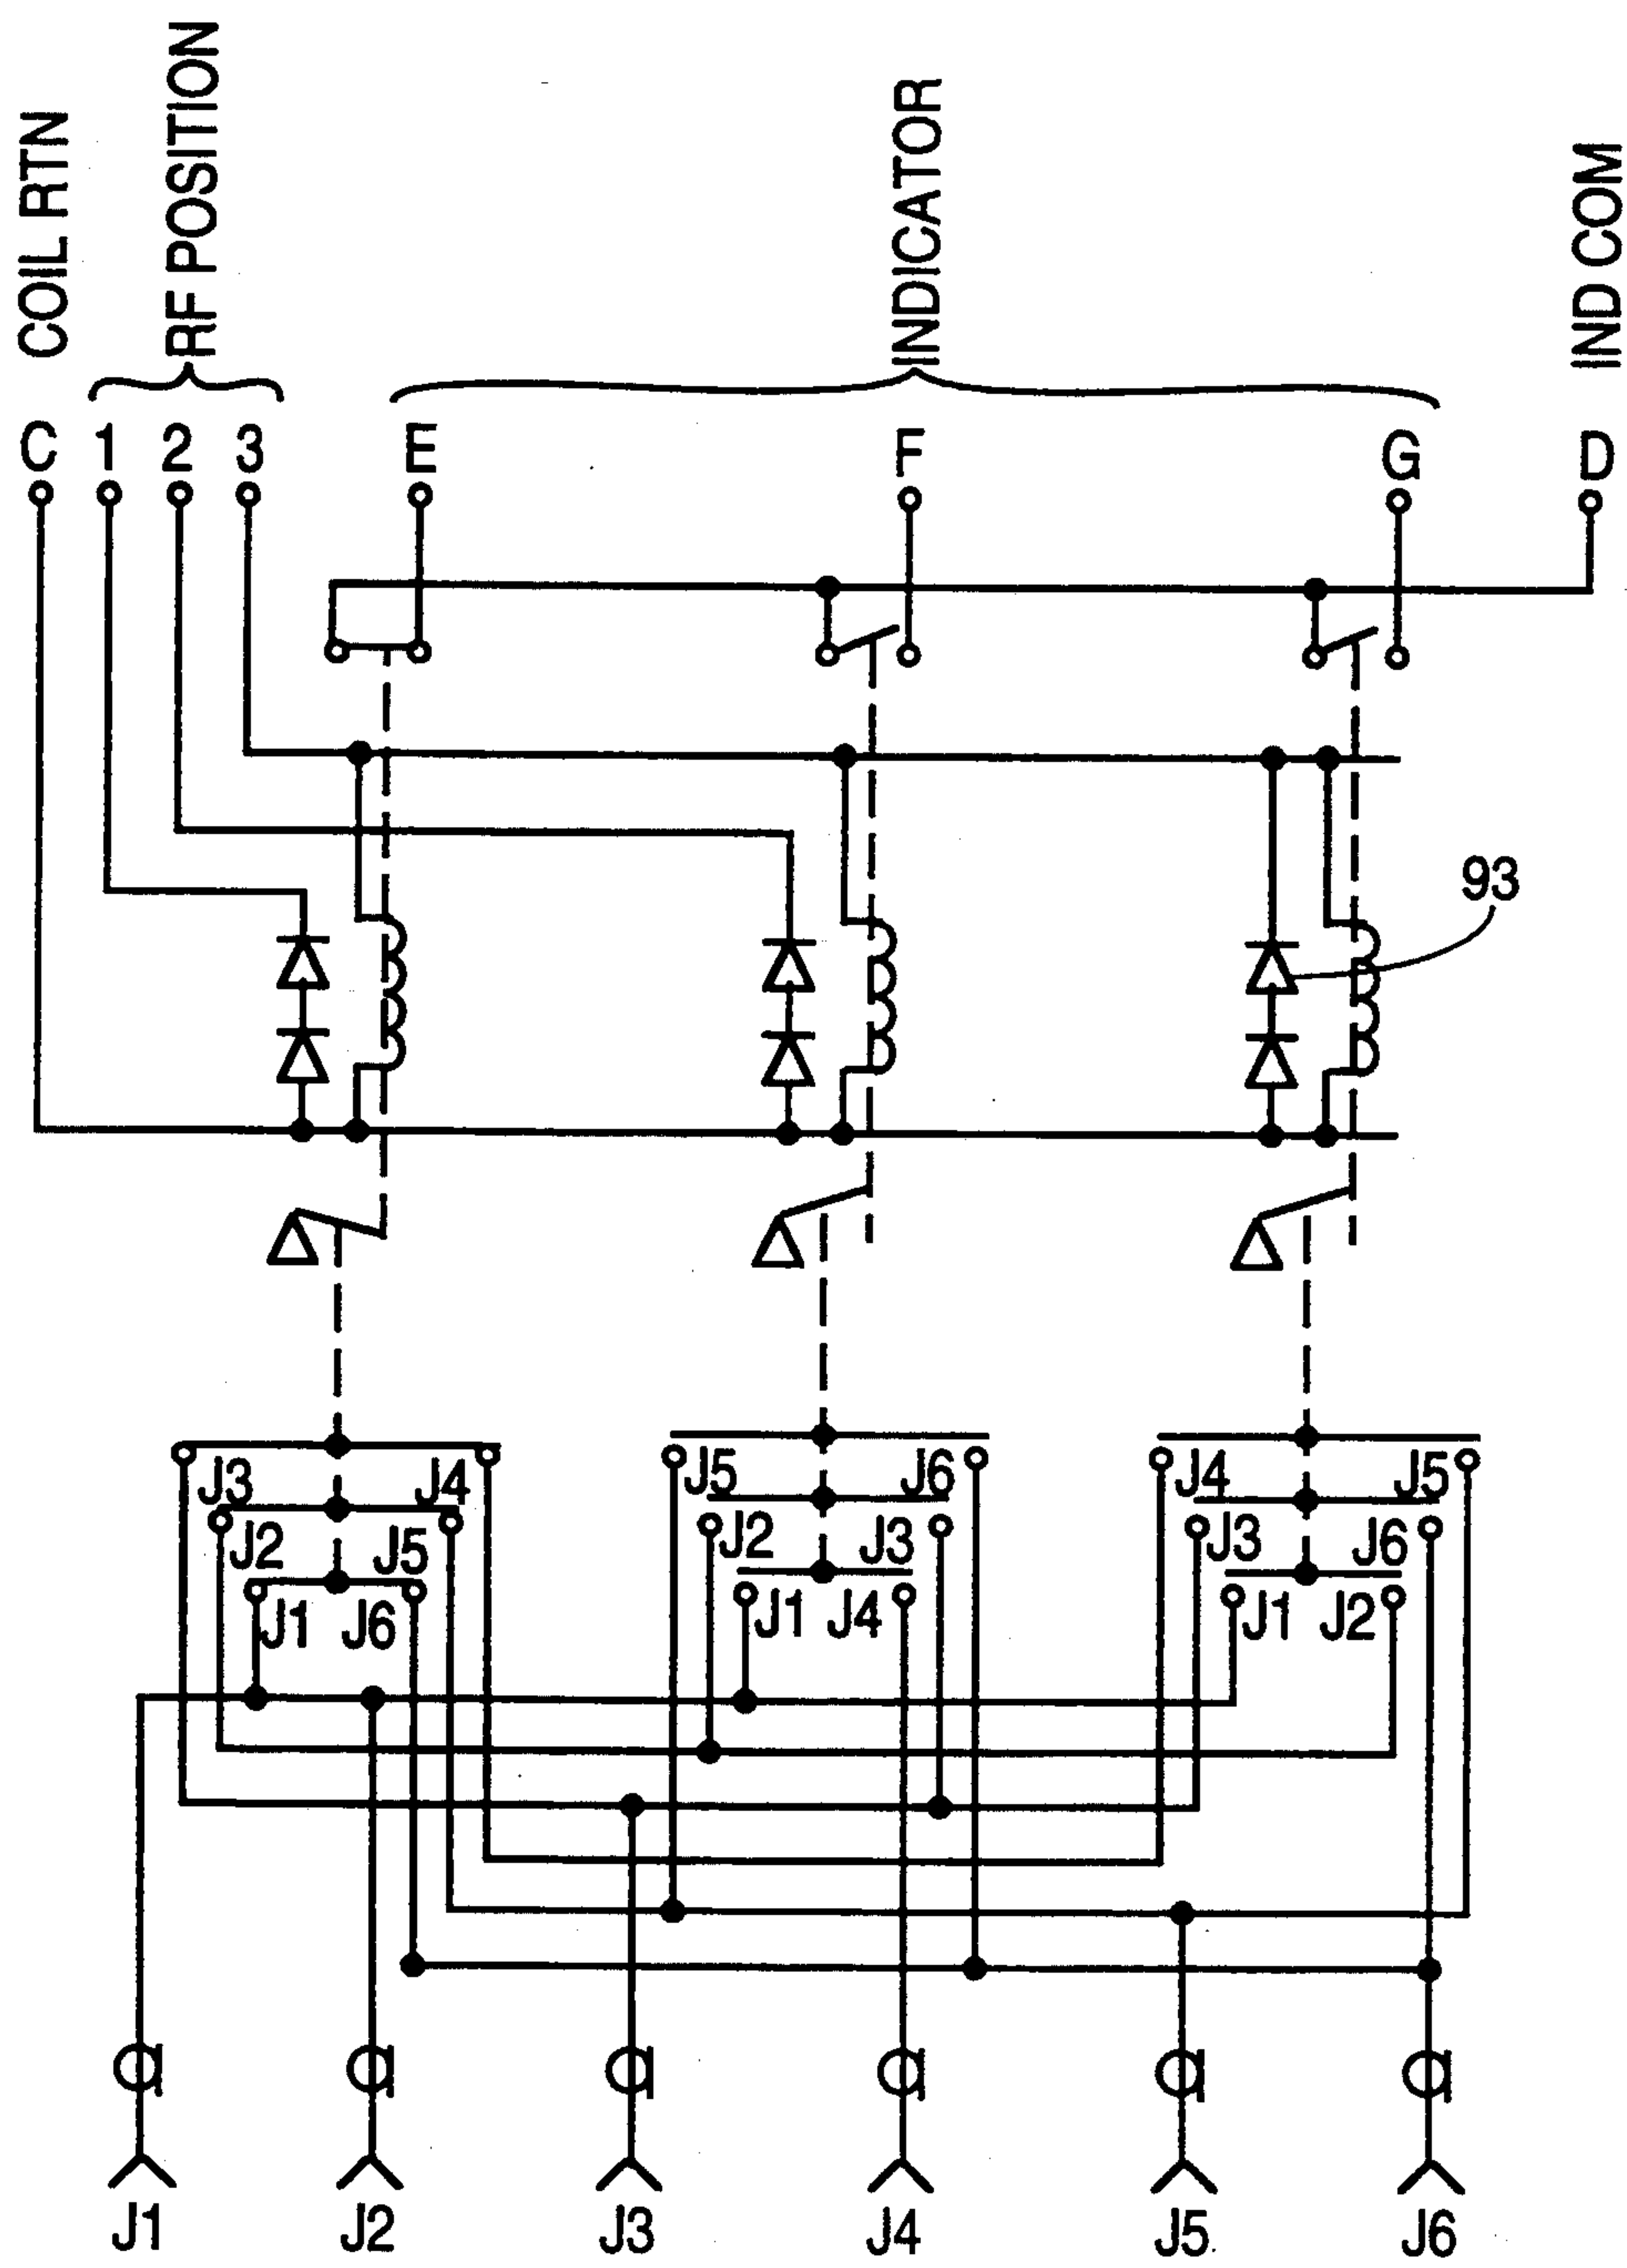 COIL RTN
RF POSITION
INDICATOR
IND COM
C 1 2 3 E F G D
93
J3 J4 J5 J6 J4 J5
J2 J5 J2 J3 J3 J6
J1 J6 J1 J4 J1 J2
J1 J2 J3 J4 J5 J6